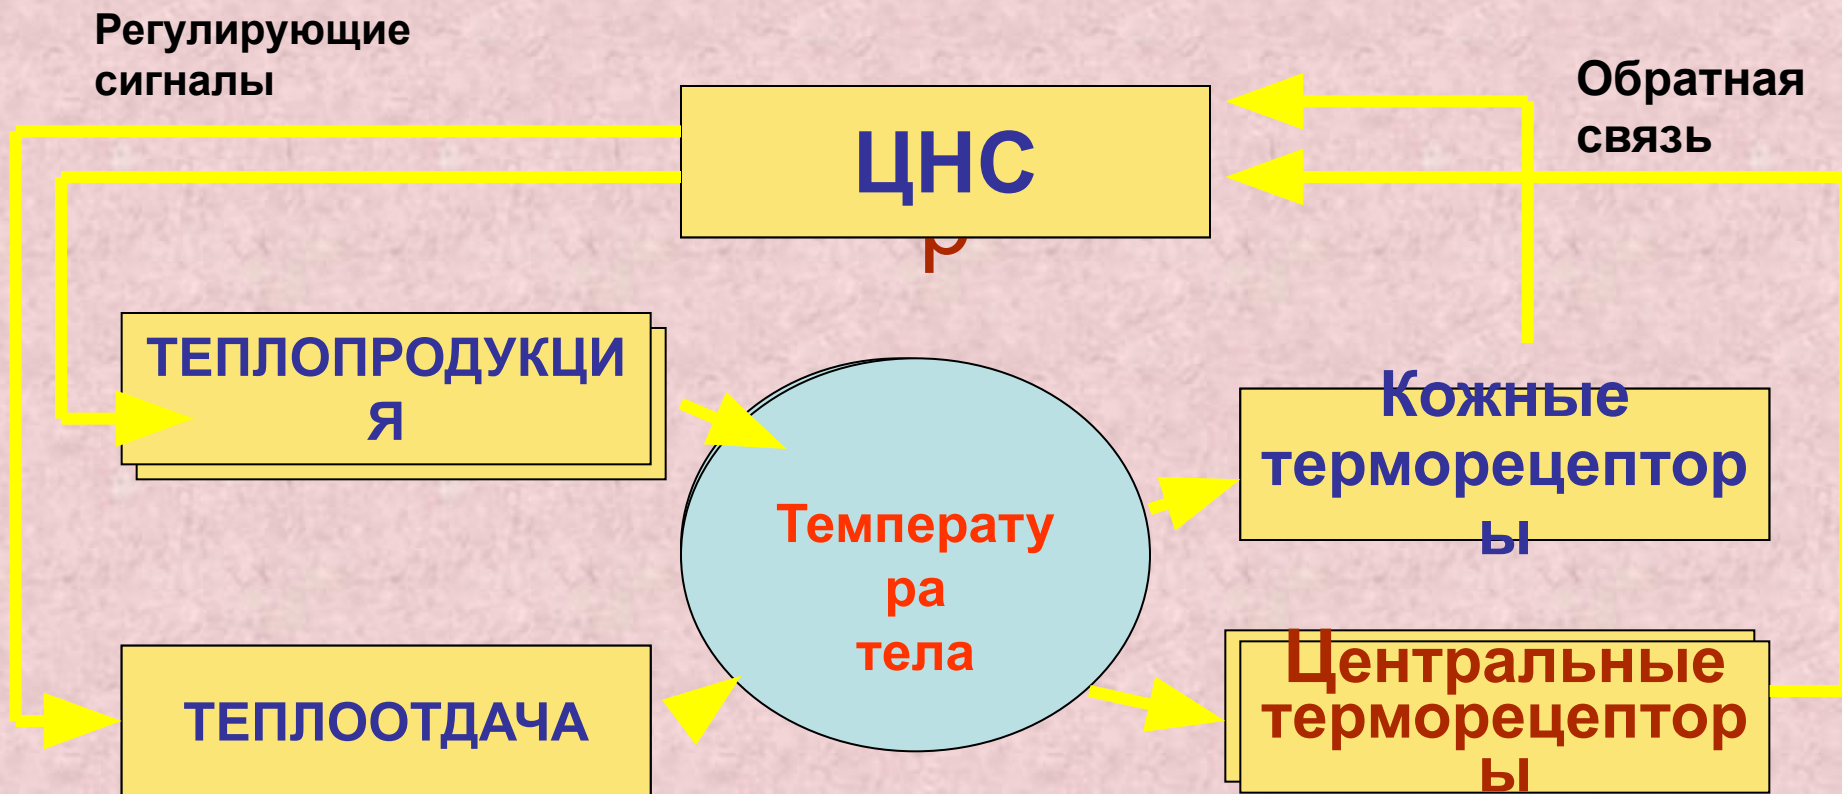 Регулирующие
сигналы
Обратная
связь
ЦНС
р
ТЕПЛОПРОДУКЦИ
Я
Кожные
терморецептор
ы
Температу
ра
тела
Центральные
терморецептор
ы
ТЕПЛООТДАЧА